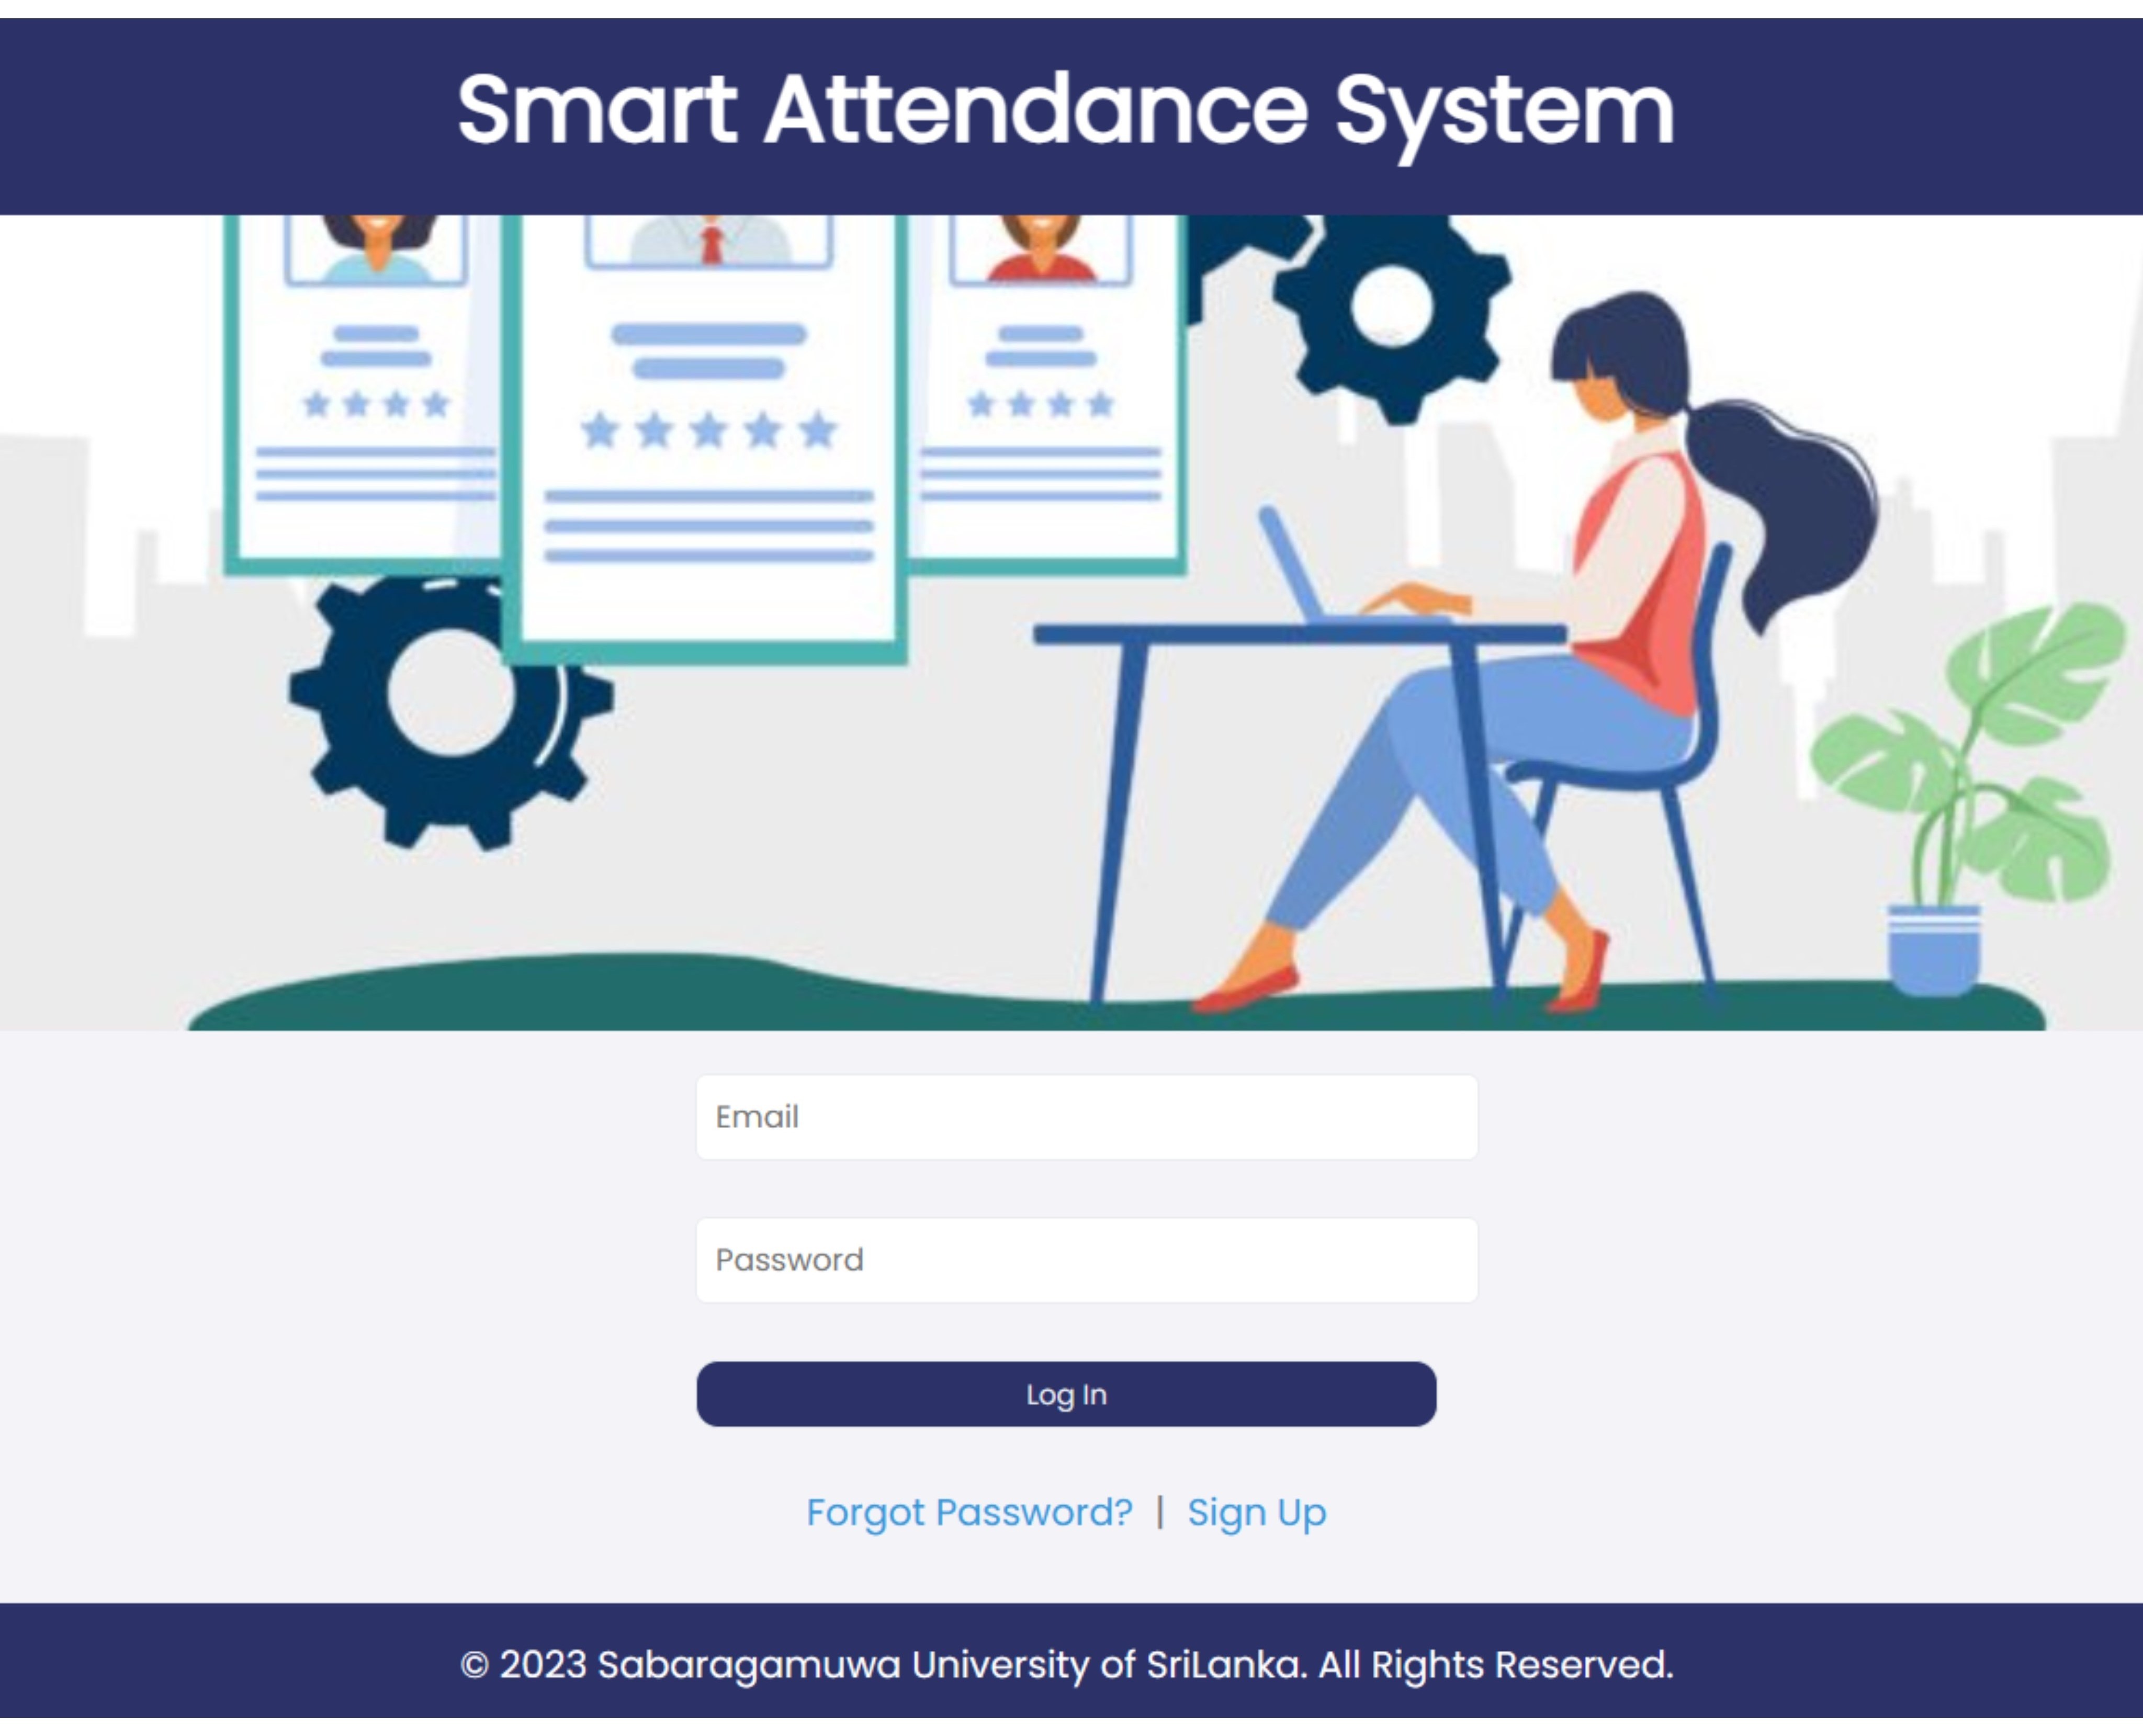 Smart Attendance System
Email
Password
Log In
Forgot Password? | Sign Up
© 2023 Sabaragamuwa University of SriLanka. All Rights Reserved.